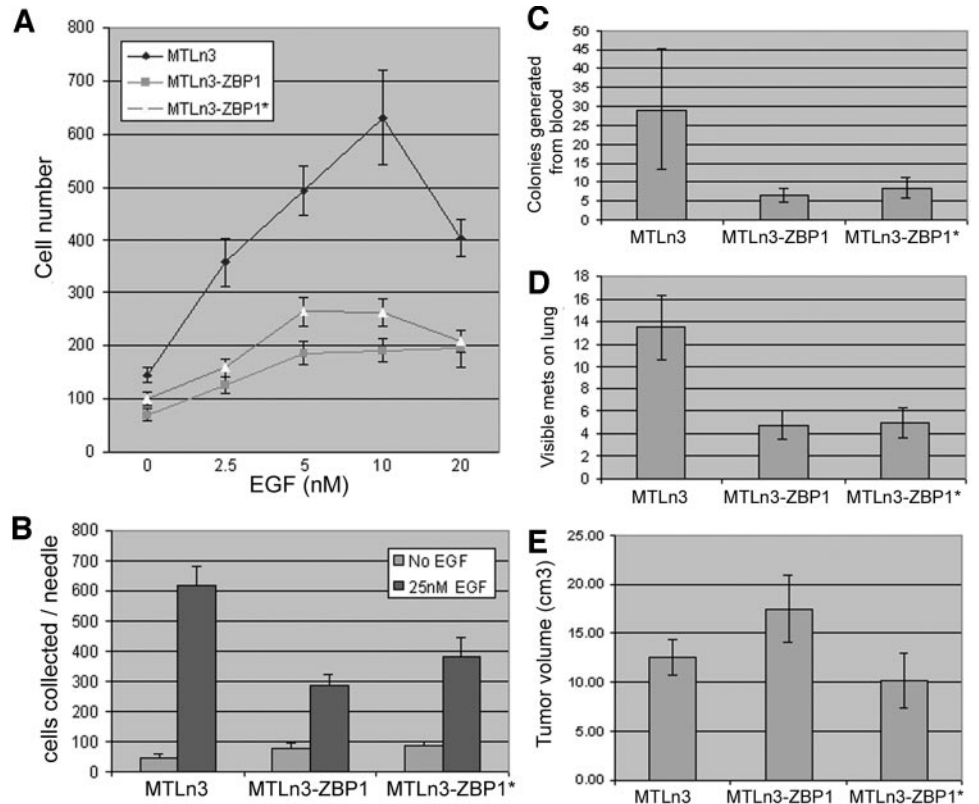 A
800
700
600
500
400
300
200
100
0
Cell number
MTLn3
MTLn3-ZBP1
MTLn3-ZBP1*
0 2.5 5 10 20
EGF (nM)
B
800
700
600
500
400
300
200
100
0
cells collected / needle
No EGF
25nM EGF
MTLn3 MTLn3-ZBP1 MTLn3-ZBP1*
C
50
45
40
35
30
25
20
15
10
5
0
Colonies generated
from blood
MTLn3 MTLn3-ZBP1 MTLn3-ZBP1*
D
18
16
14
12
10
8
6
4
2
0
Visible mets on lung
MTLn3 MTLn3-ZBP1 MTLn3-ZBP1*
E
25.00
20.00
15.00
10.00
5.00
0.00
Tumor volume (cm3)
MTLn3 MTLn3-ZBP1 MTLn3-ZBP1*